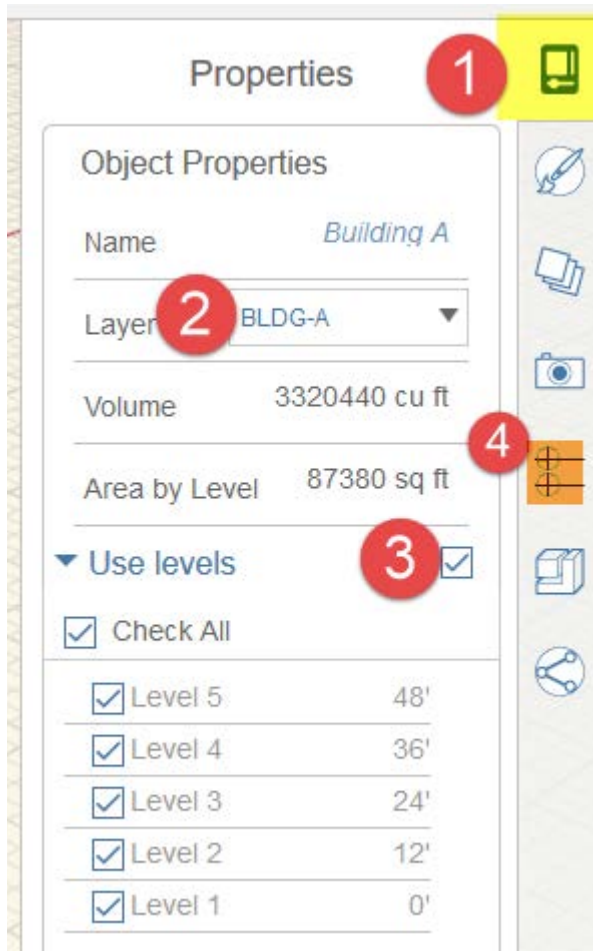 Properties 1
Object Properties
Name Building A
Layer 2 BLDG-A
Volume 3320440 cu ft
4
Area by Level 87380 sq ft
Use levels 3
Check All
Level 5 48'
Level 4 36'
Level 3 24'
Level 2 12'
Level 1 0'